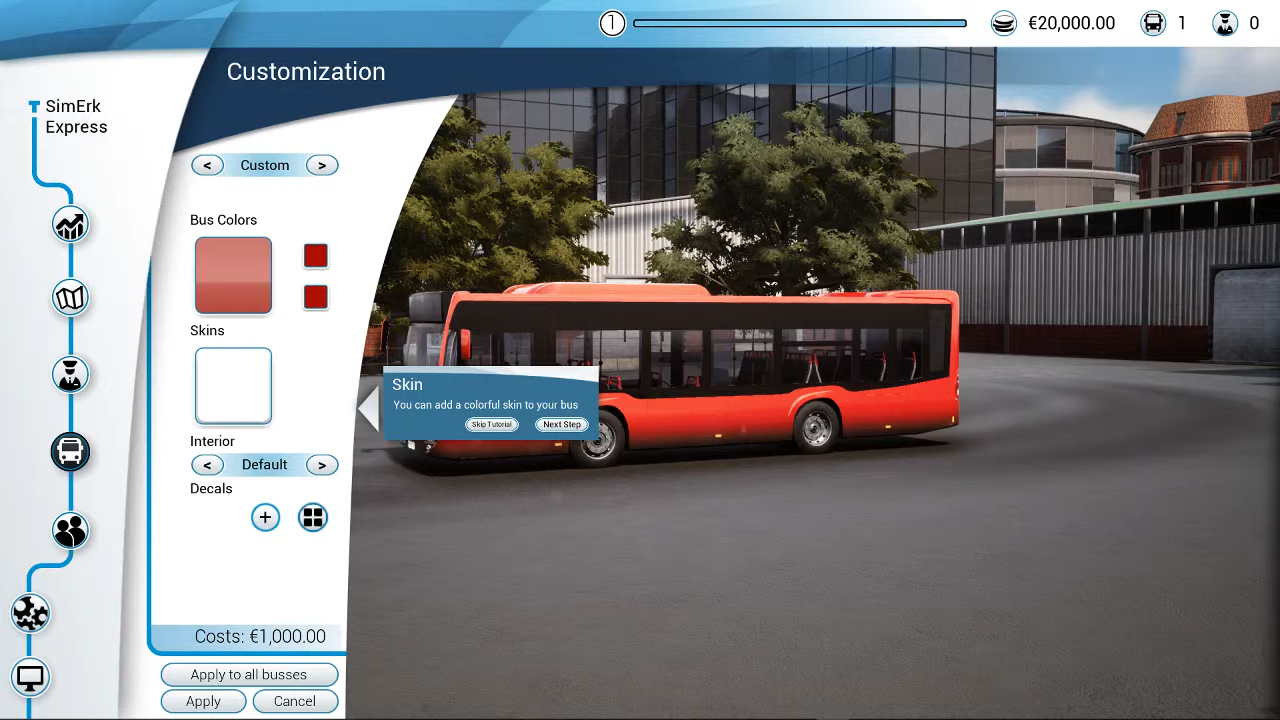 1
€20,000.00
1
0
Customization
SimErk
Express
< Custom >
Bus Colors
Skins
Skin
You can add a colorful skin to your bus
Skip Tutorial
Next Step
Interior
< Default >
Decals
+
Costs: €1,000.00
Apply to all busses
Apply
Cancel